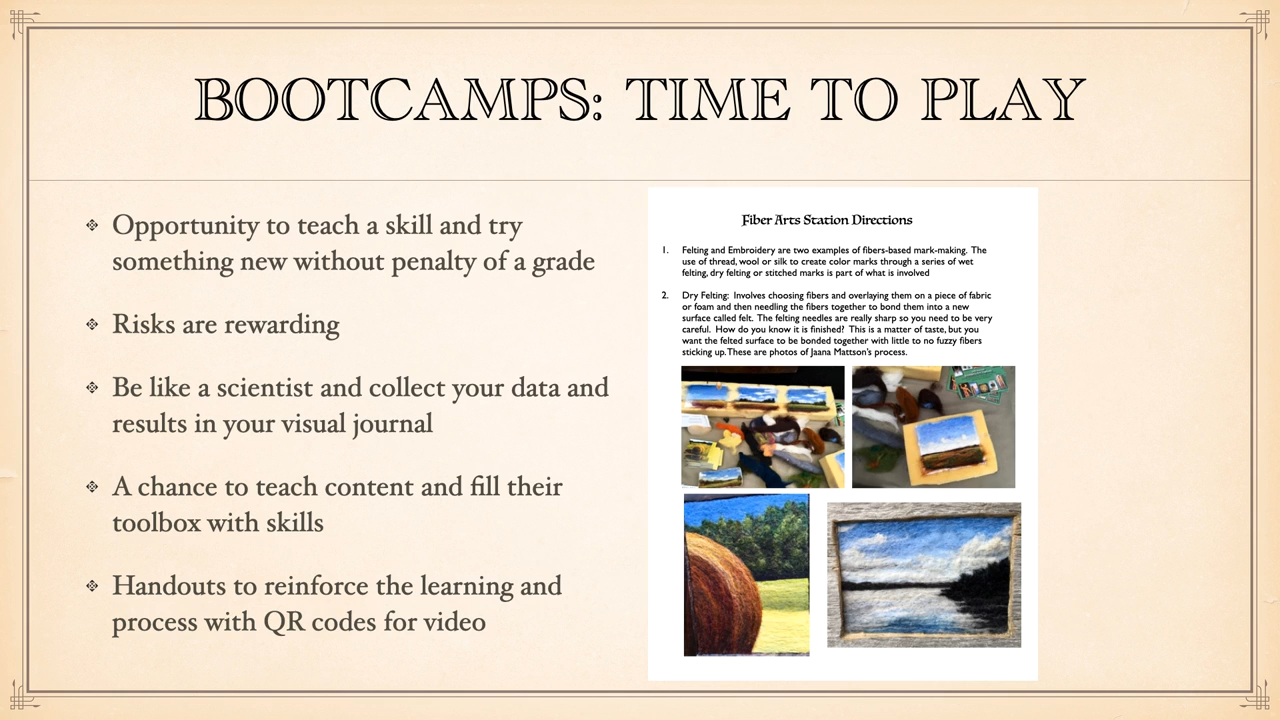 BOOTCAMPS: TIME TO PLAY
Opportunity to teach a skill and try
something new without penalty of a grade
Risks are rewarding
Be like a scientist and collect your data and
results in your visual journal
A chance to teach content and fill their
toolbox with skills
Handouts to reinforce the learning and
process with QR codes for video
Fiber Arts Station Directions
1. Felting and Embroidery are two examples of fibers-based mark-making. The
use of thread, wool or silk to create color marks through a series of wet
felting, dry felting or stitched marks is part of what is involved
2. Dry Felting: Involves choosing fibers and overlaying them on a piece of fabric
or foam and then needling the fibers together to bond them into a new
surface called felt. The felting needles are really sharp so you need to be very
careful. How do you know it is finished? This is a matter of taste, but you
want the felted surface to be bonded together with little to no fuzzy fibers
sticking up. These are photos of Jaana Mattson's process.